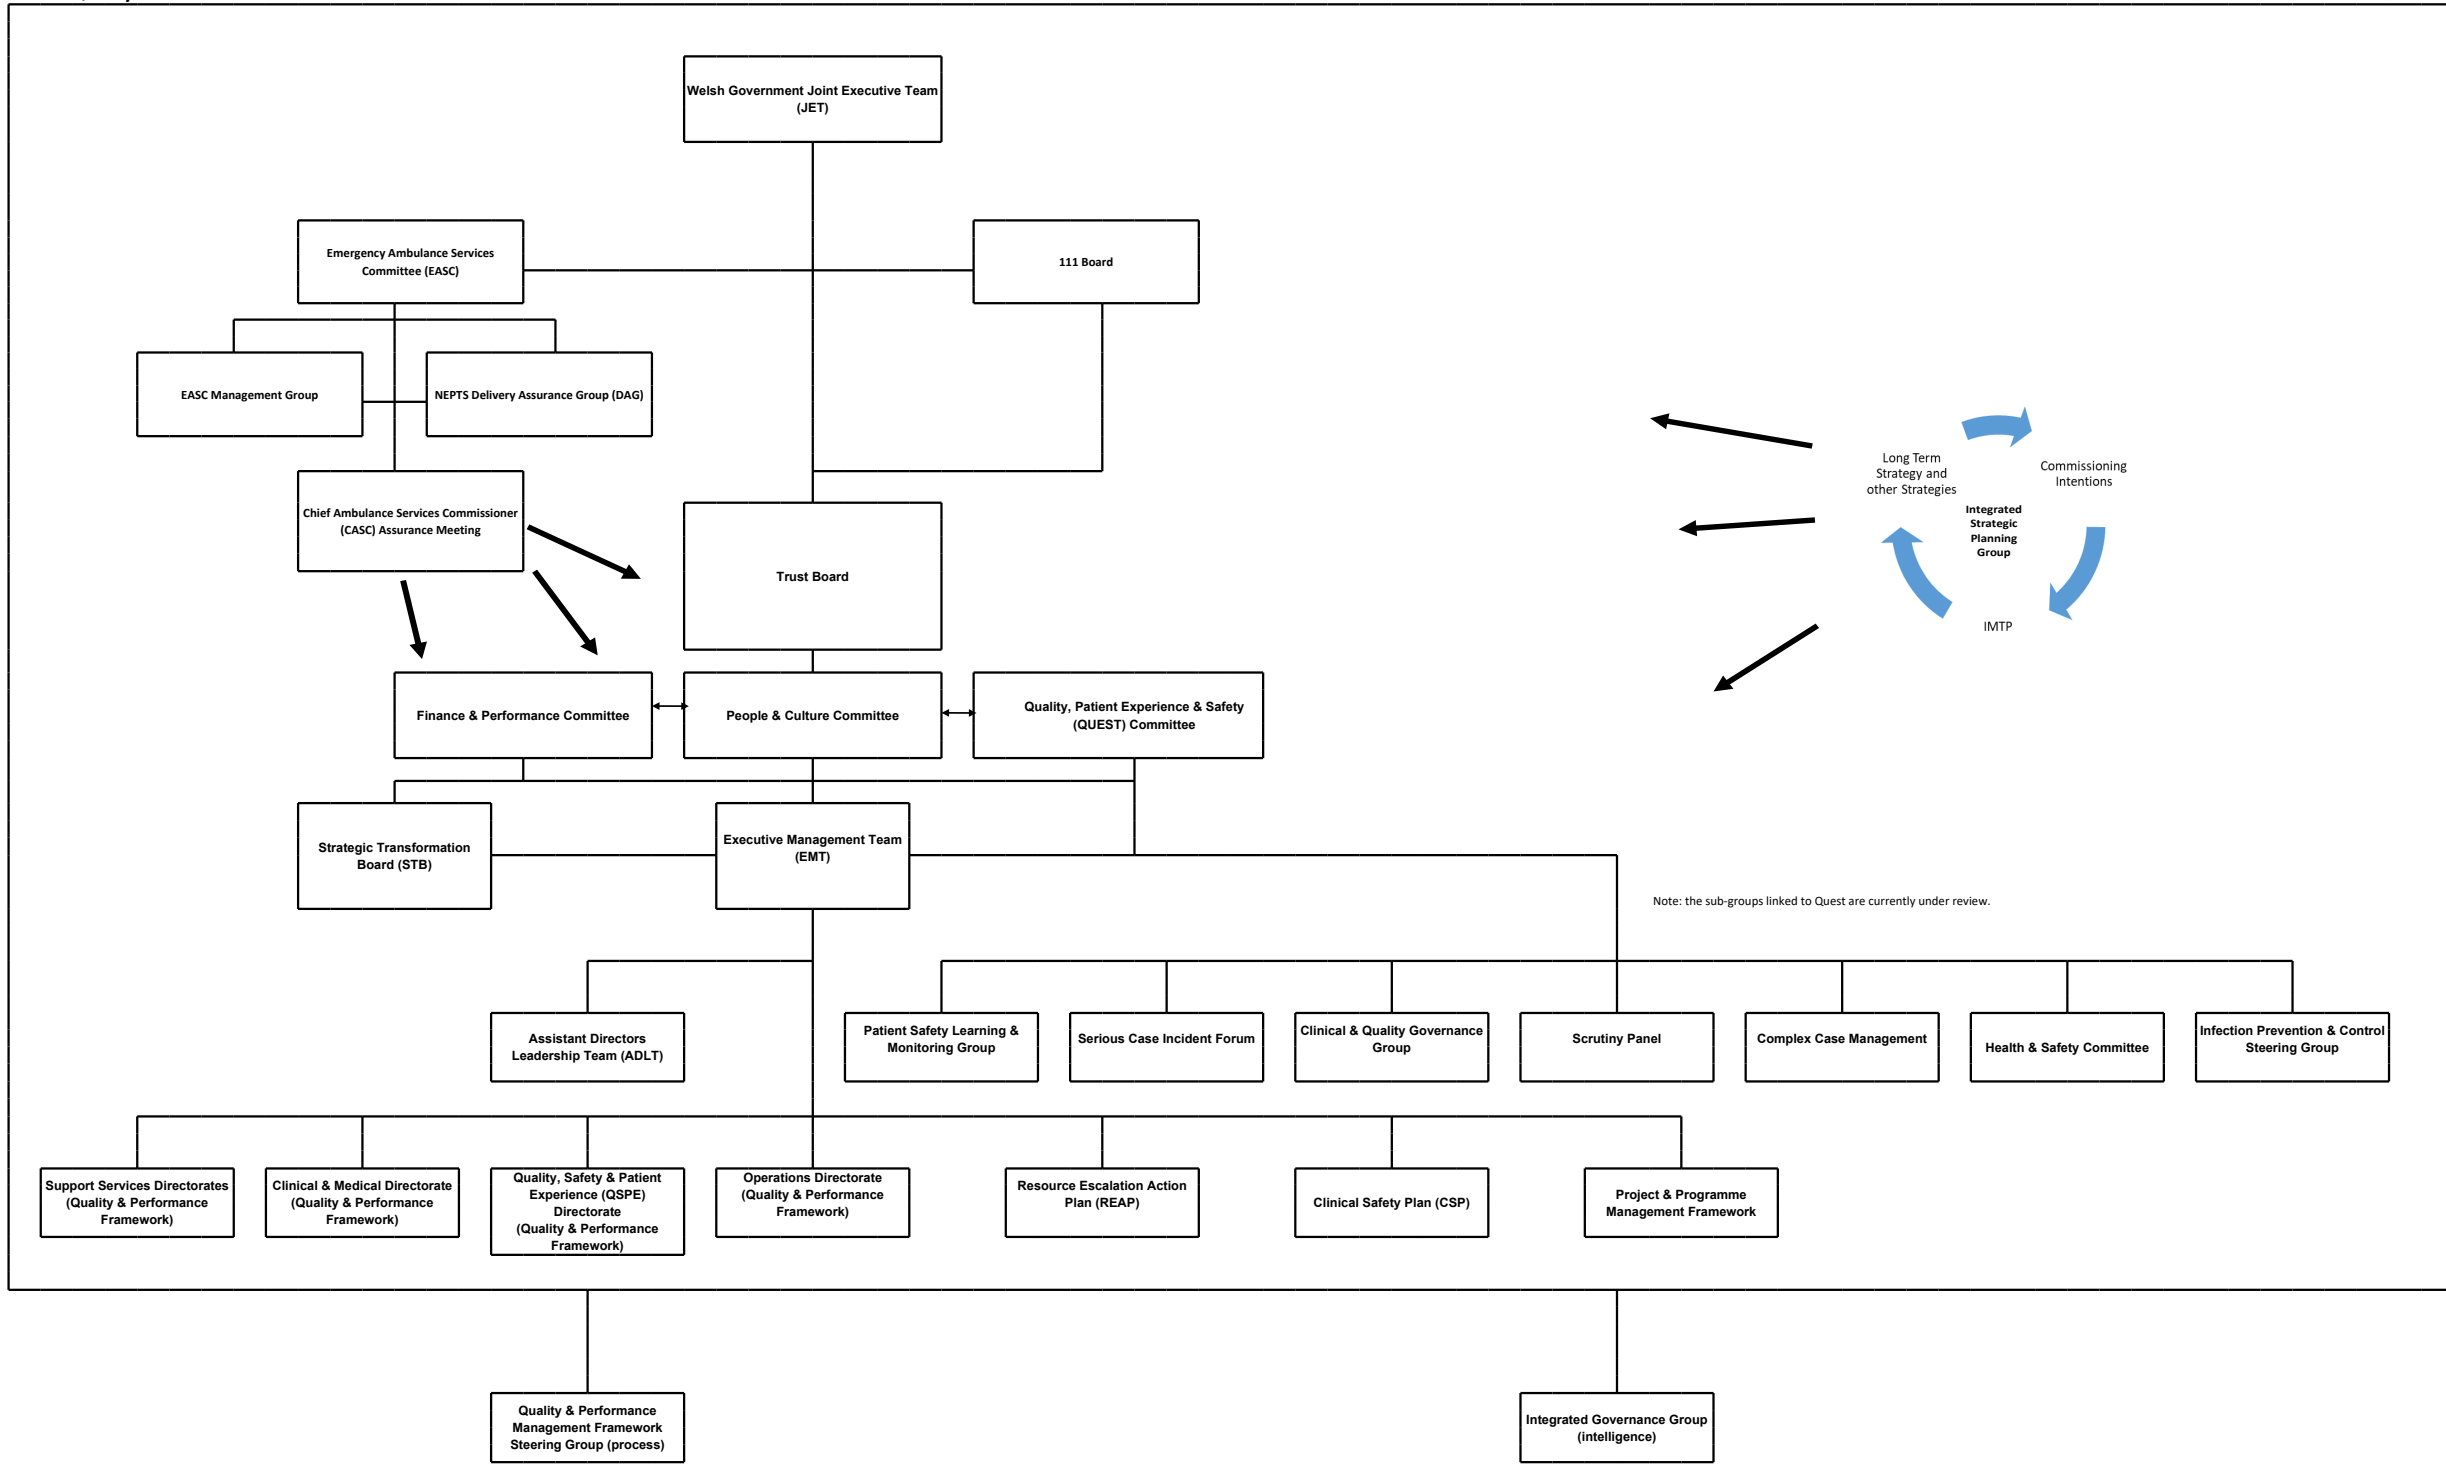 Welsh Government Joint Executive Team
(JET)
Emergency Ambulance Services
Committee (EASC)
111 Board
EASC Management Group
NEPTS Delivery Assurance Group (DAG)
Chief Ambulance Services Commissioner
(CASC) Assurance Meeting
Trust Board
Long Term
Strategy and
other Strategies
Commissioning
Intentions
Integrated
Strategic
Planning
Group
IMTP
Finance & Performance Committee
People & Culture Committee
Quality, Patient Experience & Safety
(QUEST) Committee
Strategic Transformation
Board (STB)
Executive Management Team
(EMT)
Note: the sub-groups linked to Quest are currently under review.
Assistant Directors
Leadership Team (ADLT)
Patient Safety Learning &
Monitoring Group
Serious Case Incident Forum
Clinical & Quality Governance
Group
Scrutiny Panel
Complex Case Management
Health & Safety Committee
Infection Prevention & Control
Steering Group
Support Services Directorates
(Quality & Performance
Framework)
Clinical & Medical Directorate
(Quality & Performance
Framework)
Quality, Safety & Patient
Experience (QSPE)
Directorate
(Quality & Performance
Framework)
Operations Directorate
(Quality & Performance
Framework)
Resource Escalation Action
Plan (REAP)
Clinical Safety Plan (CSP)
Project & Programme
Management Framework
Quality & Performance
Management Framework
Steering Group (process)
Integrated Governance Group
(intelligence)